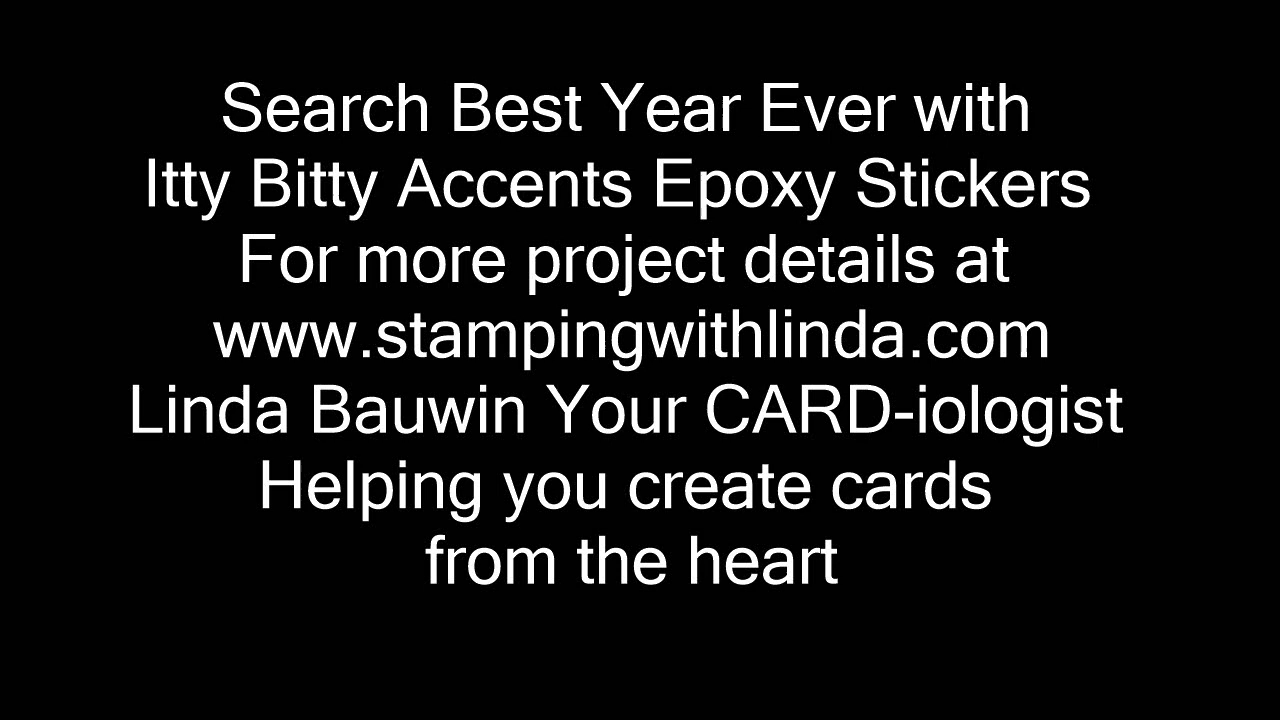 Search Best Year Ever with
Itty Bitty Accents Epoxy Stickers
For more project details at
www.stampingwithlinda.com
Linda Bauwin Your CARD-iologist
Helping you create cards
from the heart